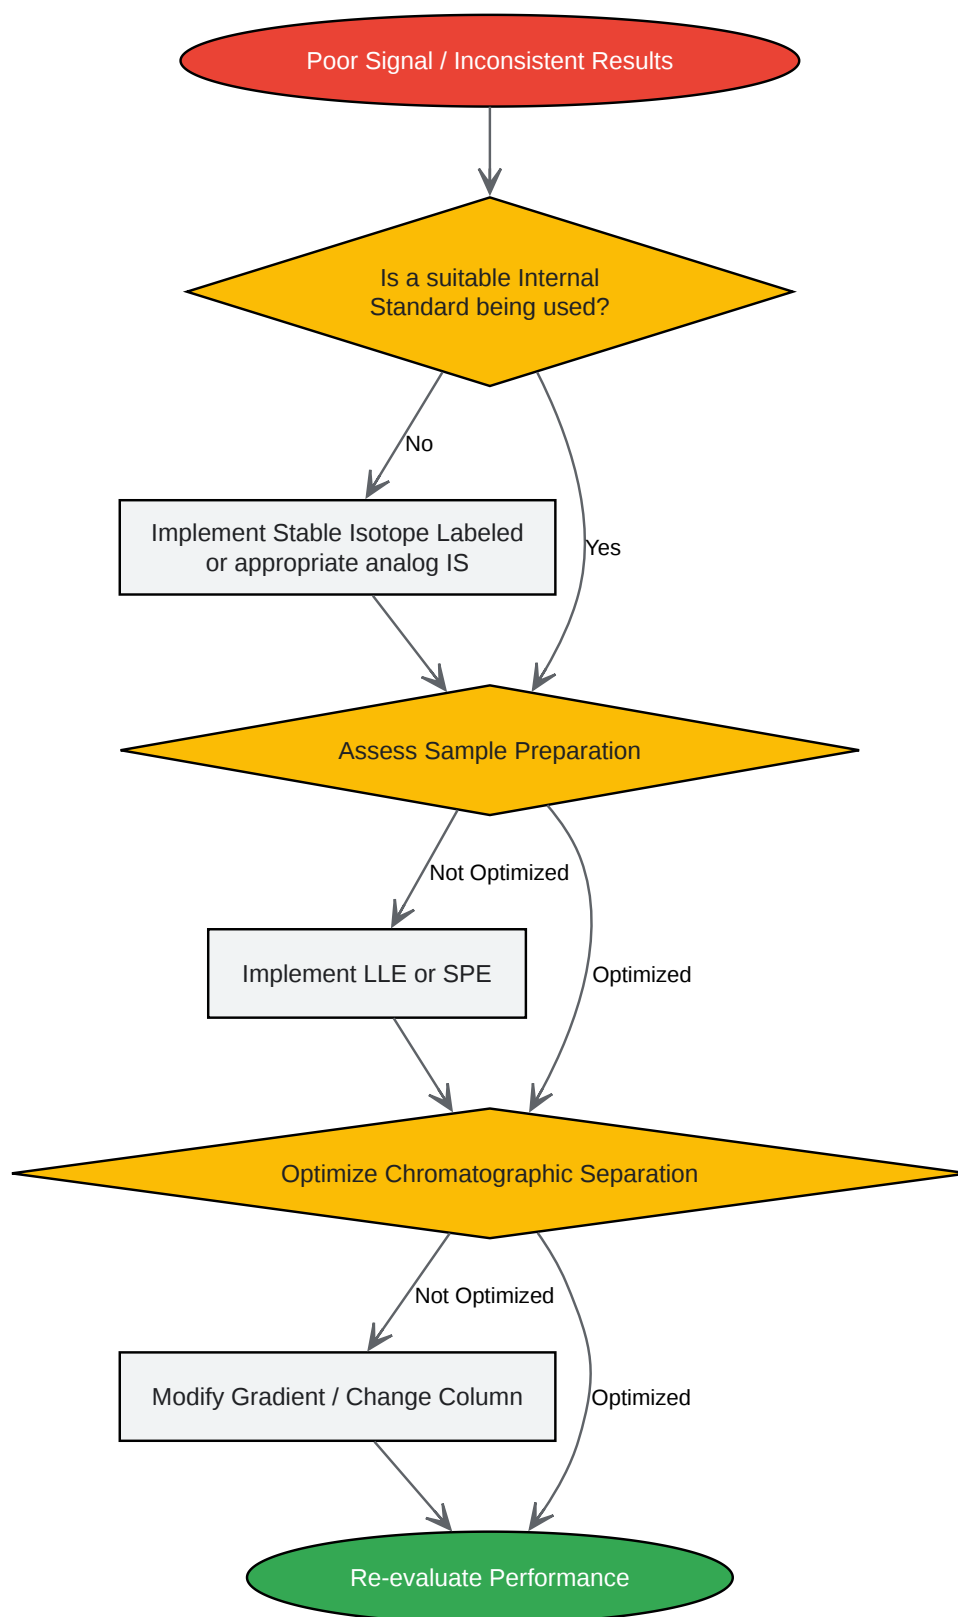 Poor Signal / Inconsistent Results
Is a suitable Internal
Standard being used?
No
Implement Stable Isotope Labeled
or appropriate analog IS
Yes
Assess Sample Preparation
Not Optimized
Implement LLE or SPE
Optimized
Optimize Chromatographic Separation
Not Optimized
Modify Gradient / Change Column
Optimized
Re-evaluate Performance